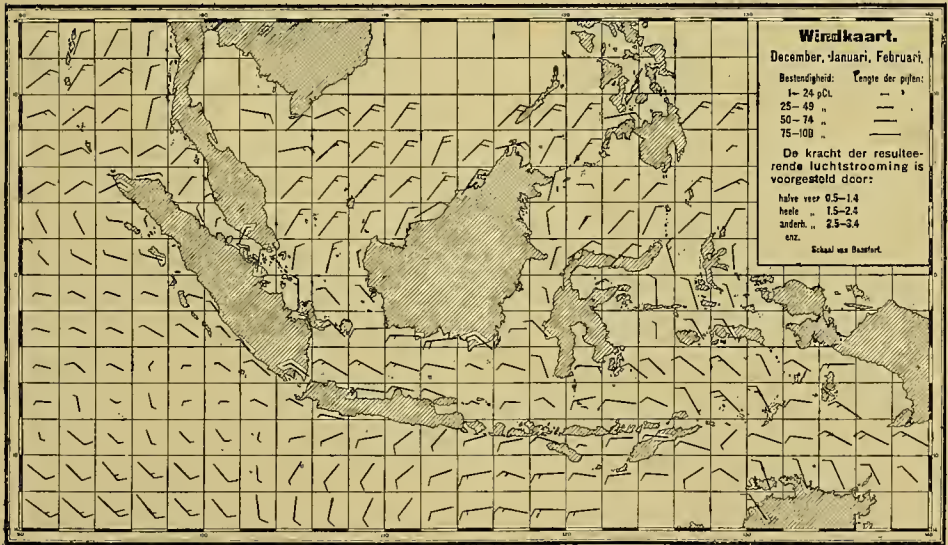 Windkaart.
December, Januari, Februari.
Bestendigheid: Lengte der pijlen:
1– 24 pCt.
25– 49 „
50– 74 „
75–100 „
De kracht der resultee-
rende luchtstrooming is
voorgesteld door:
halve veer 0.5–1.4
heele „ 1.5–2.4
anderh. „ 2.5–3.4
enz.
Schaal van Beaufort.